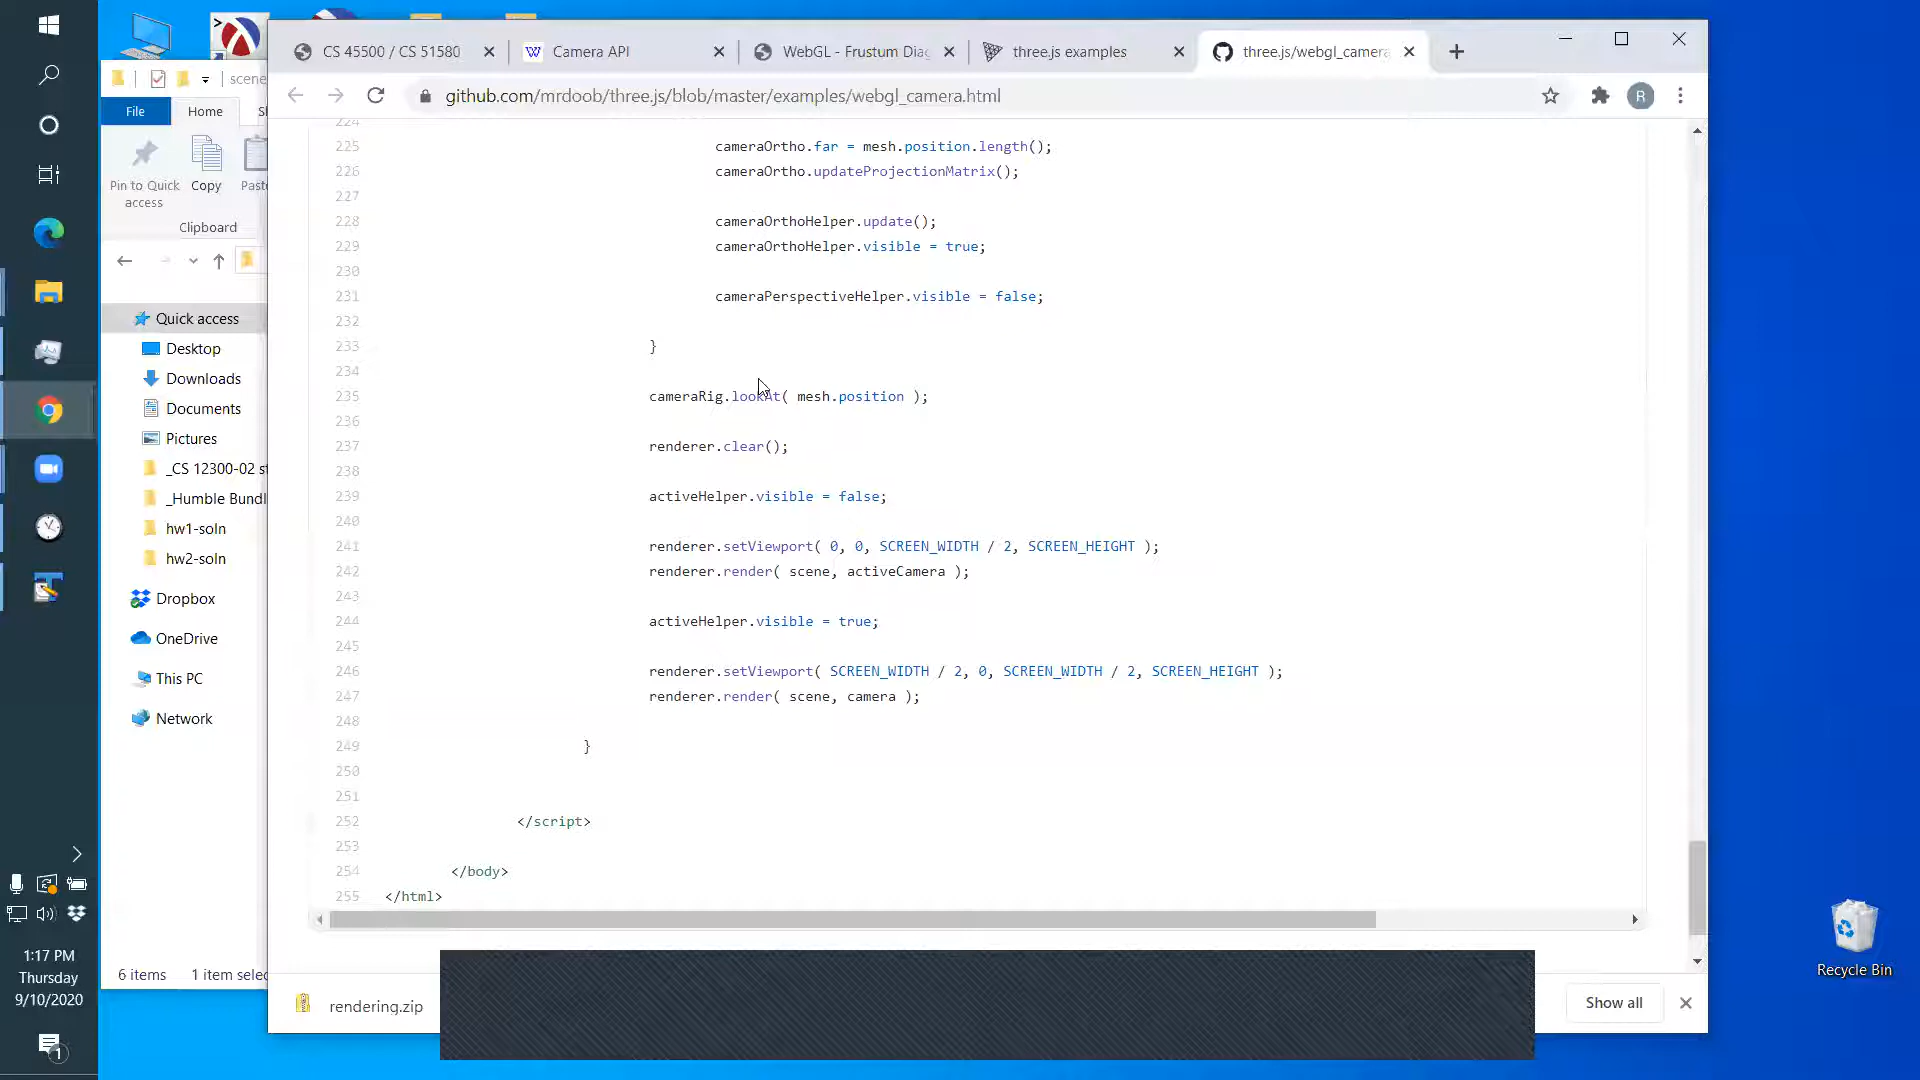 CS 45500 / CS 51580
Camera API
WebGL - Frustum Diag
three.js examples
three.js/webgl_camera
github.com/mrdoob/three.js/blob/master/examples/webgl_camera.html
R
scene
File
Home
Pin to Quick
access
Copy
Paste
Clipboard
Quick access
Desktop
Downloads
Documents
Pictures
_CS 12300-02 st
_Humble Bundl
hw1-soln
hw2-soln
Dropbox
OneDrive
This PC
Network
6 items
1 item selec
224
225 cameraOrtho.far = mesh.position.length();
226 cameraOrtho.updateProjectionMatrix();
227
228 cameraOrthoHelper.update();
229 cameraOrthoHelper.visible = true;
230
231 cameraPerspectiveHelper.visible = false;
232
233 }
234
235 cameraRig.lookAt( mesh.position );
236
237 renderer.clear();
238
239 activeHelper.visible = false;
240
241 renderer.setViewport( 0, 0, SCREEN_WIDTH / 2, SCREEN_HEIGHT );
242 renderer.render( scene, activeCamera );
243
244 activeHelper.visible = true;
245
246 renderer.setViewport( SCREEN_WIDTH / 2, 0, SCREEN_WIDTH / 2, SCREEN_HEIGHT );
247 renderer.render( scene, camera );
248
249 }
250
251
252 </script>
253
254 </body>
255 </html>
rendering.zip
Show all
Recycle Bin
1:17 PM
Thursday
9/10/2020
1